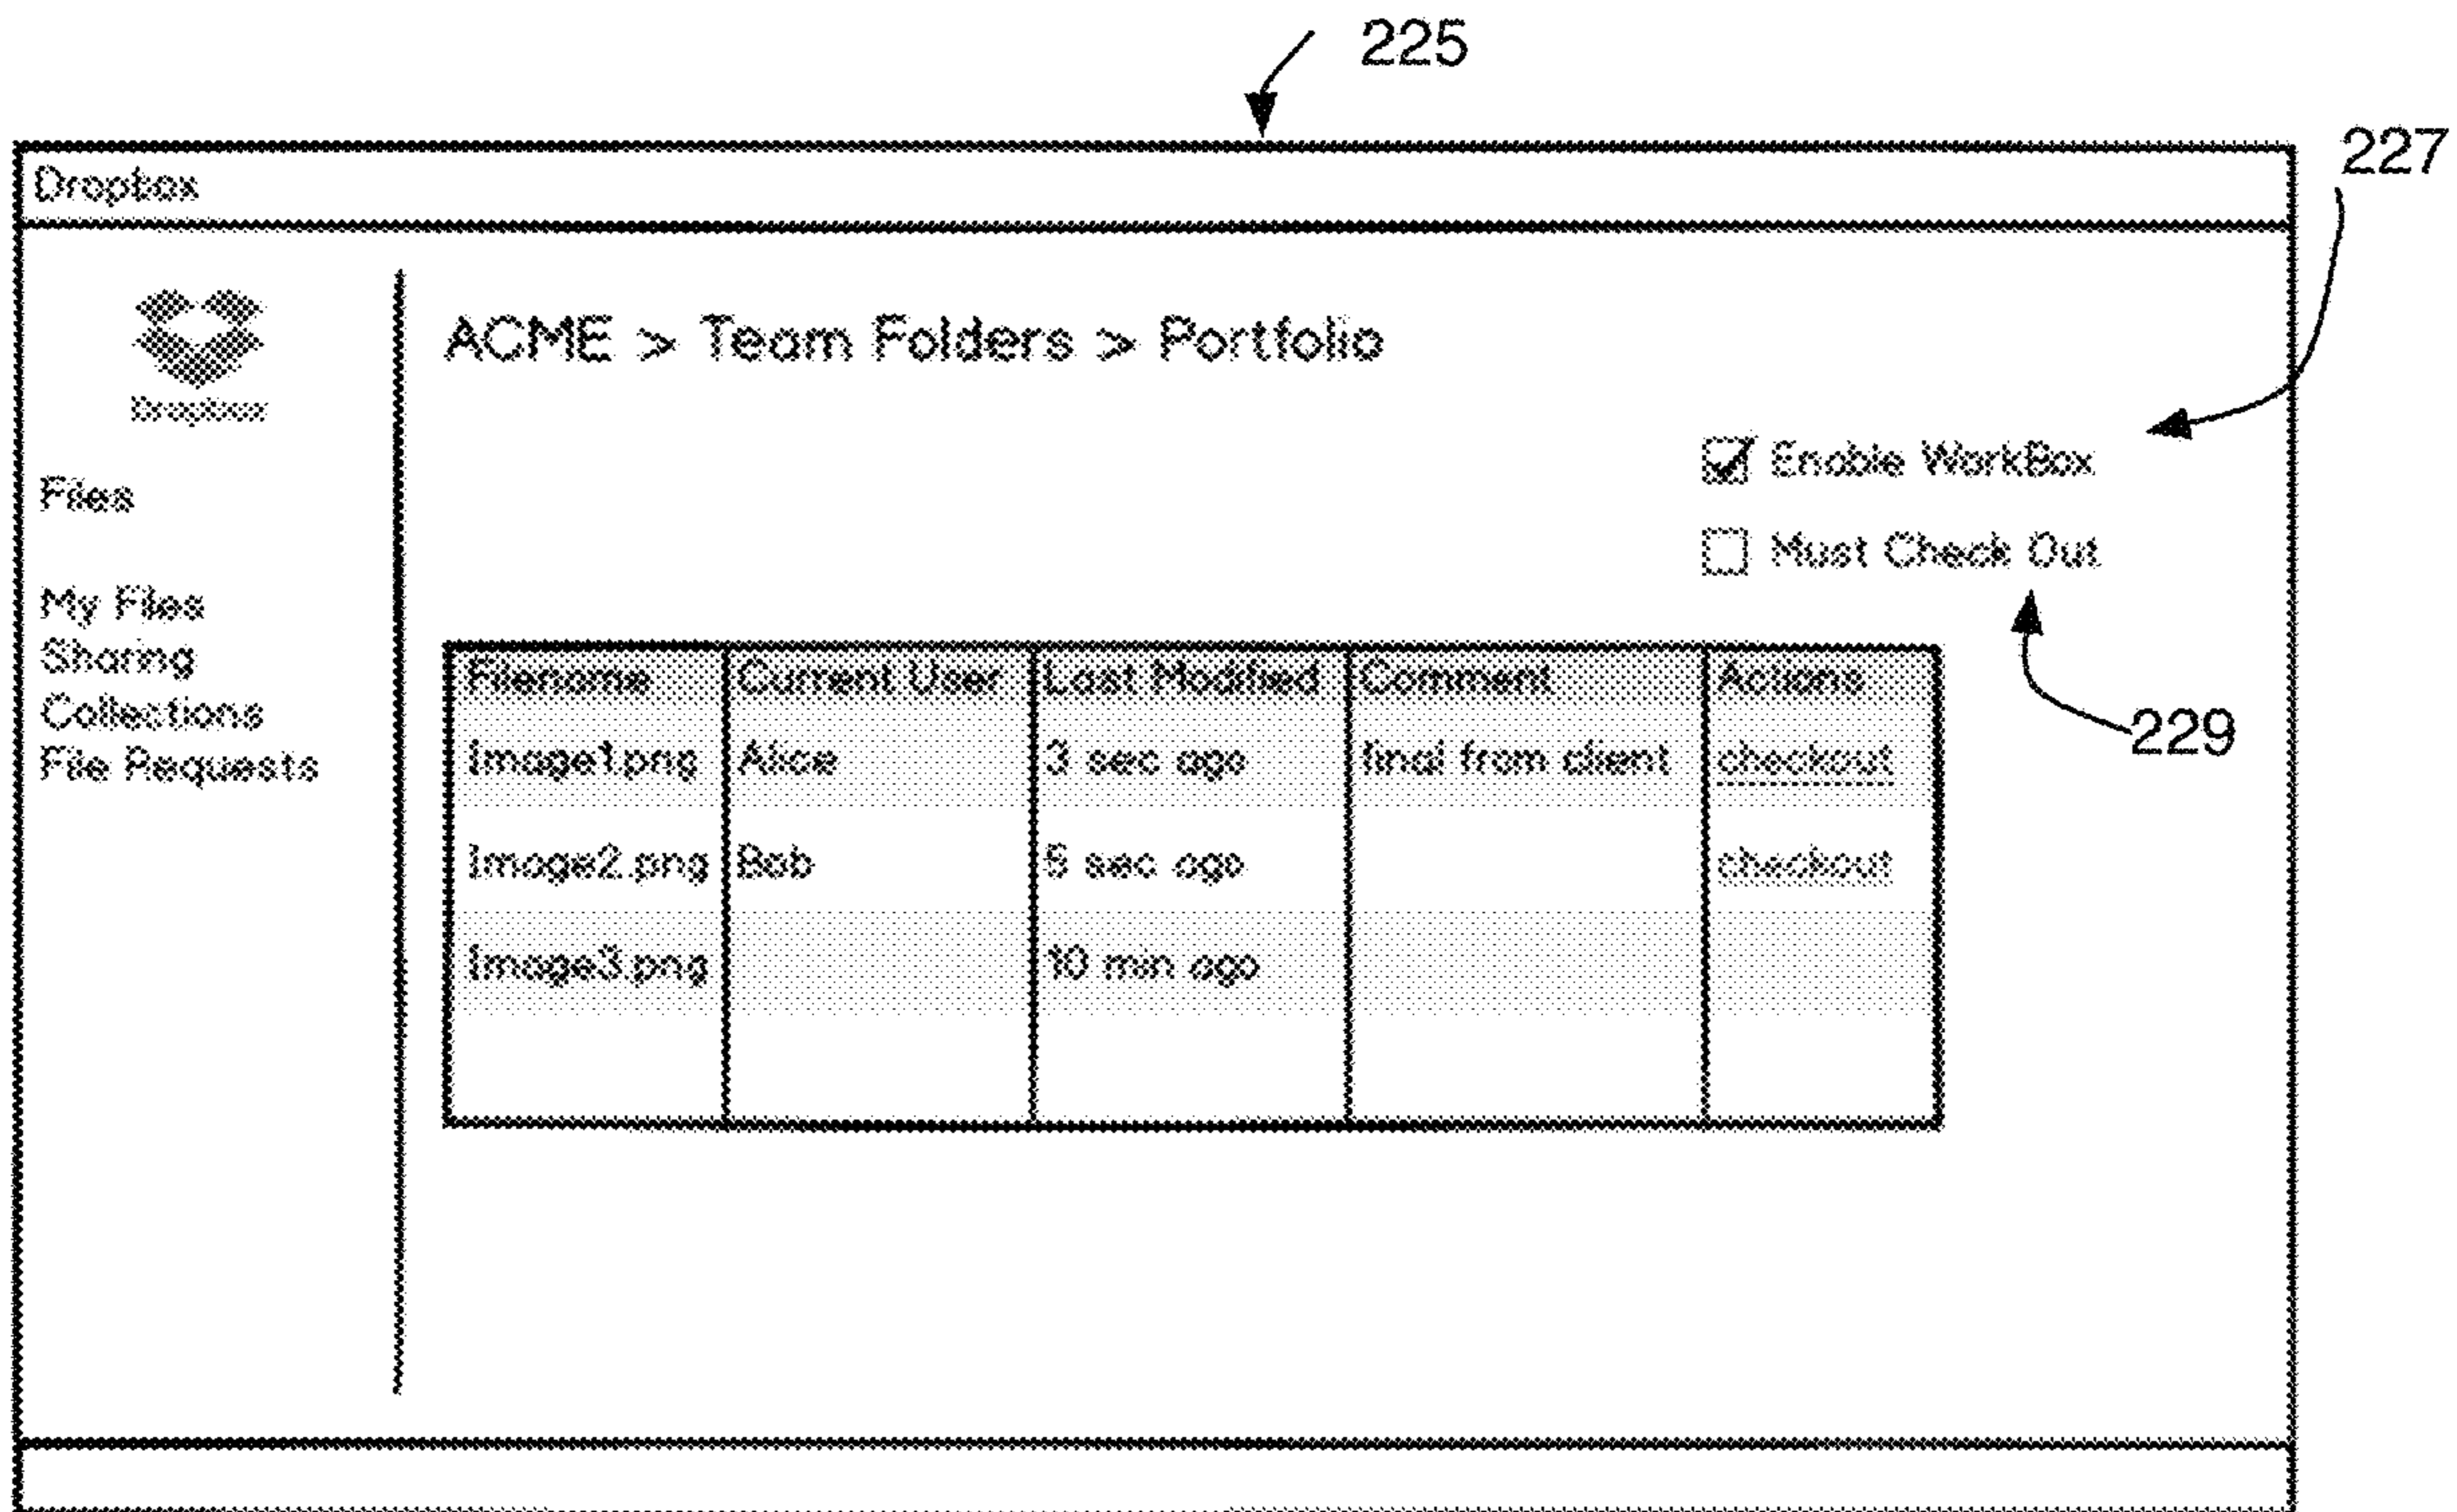 225
227
Dropbox
Dropbox
ACME > Team Folders > Portfolio
Enable WorkBox
Must Check Out
229
Files
My Files
Sharing
Collections
File Requests
Filename Current User Last Modified Comment Actions
Image1.png Alice 3 sec ago final from client checkout
Image2.png Bob 5 sec ago checkout
Image3.png 10 min ago